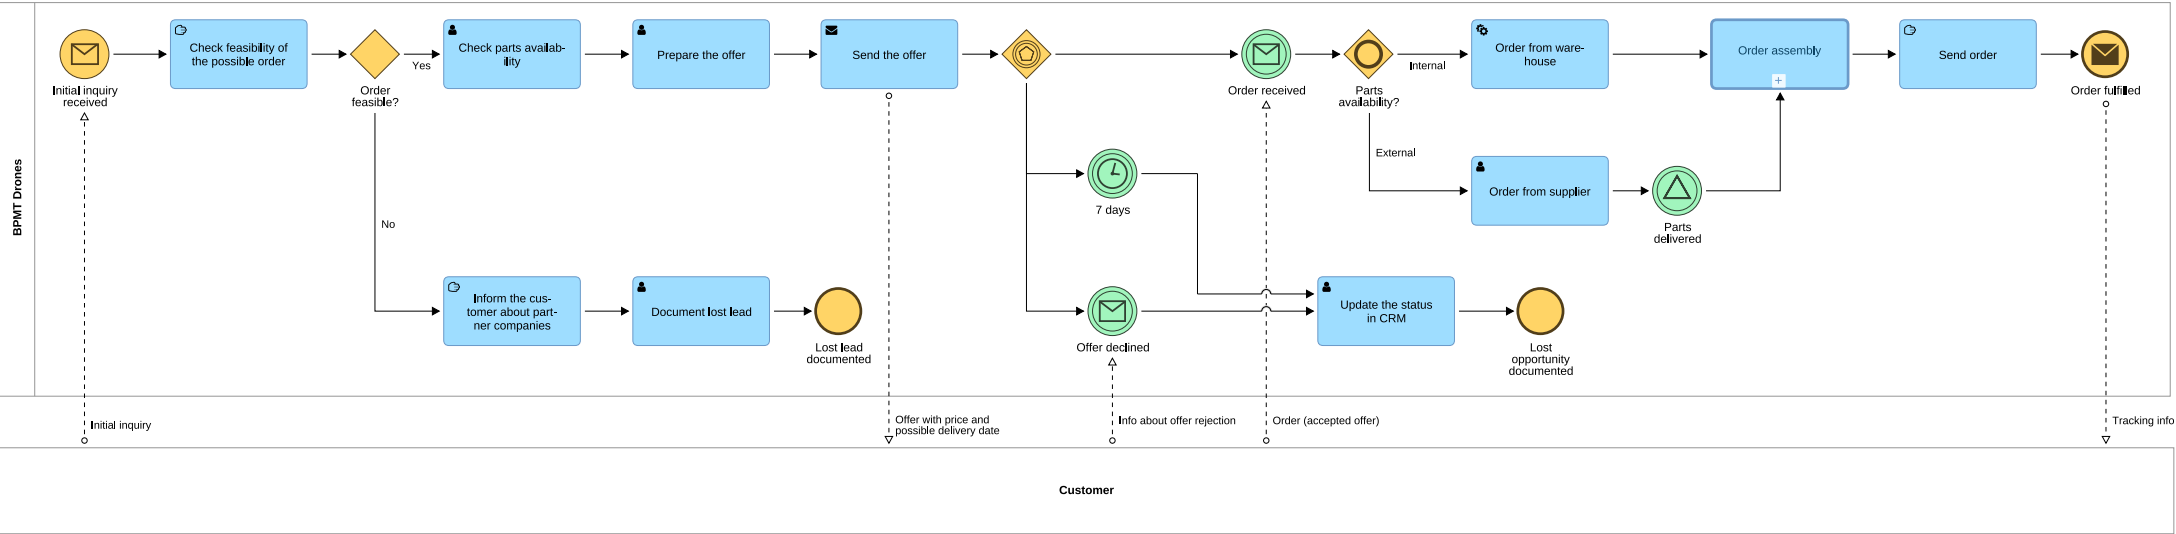 BPMT Drones
Initial inquiry
received
Check feasibility of
the possible order
Order
feasible?
Yes
No
Check parts availab-
ility
Prepare the offer
Send the offer
Order received
Parts
availability?
Internal
External
Order from ware-
house
Order assembly
Send order
Order fulfilled
7 days
Order from supplier
Parts
delivered
Inform the cus-
tomer about part-
ner companies
Document lost lead
Lost lead
documented
Offer declined
Update the status
in CRM
Lost
opportunity
documented
Initial inquiry
Offer with price and
possible delivery date
Info about offer rejection
Order (accepted offer)
Tracking info
Customer